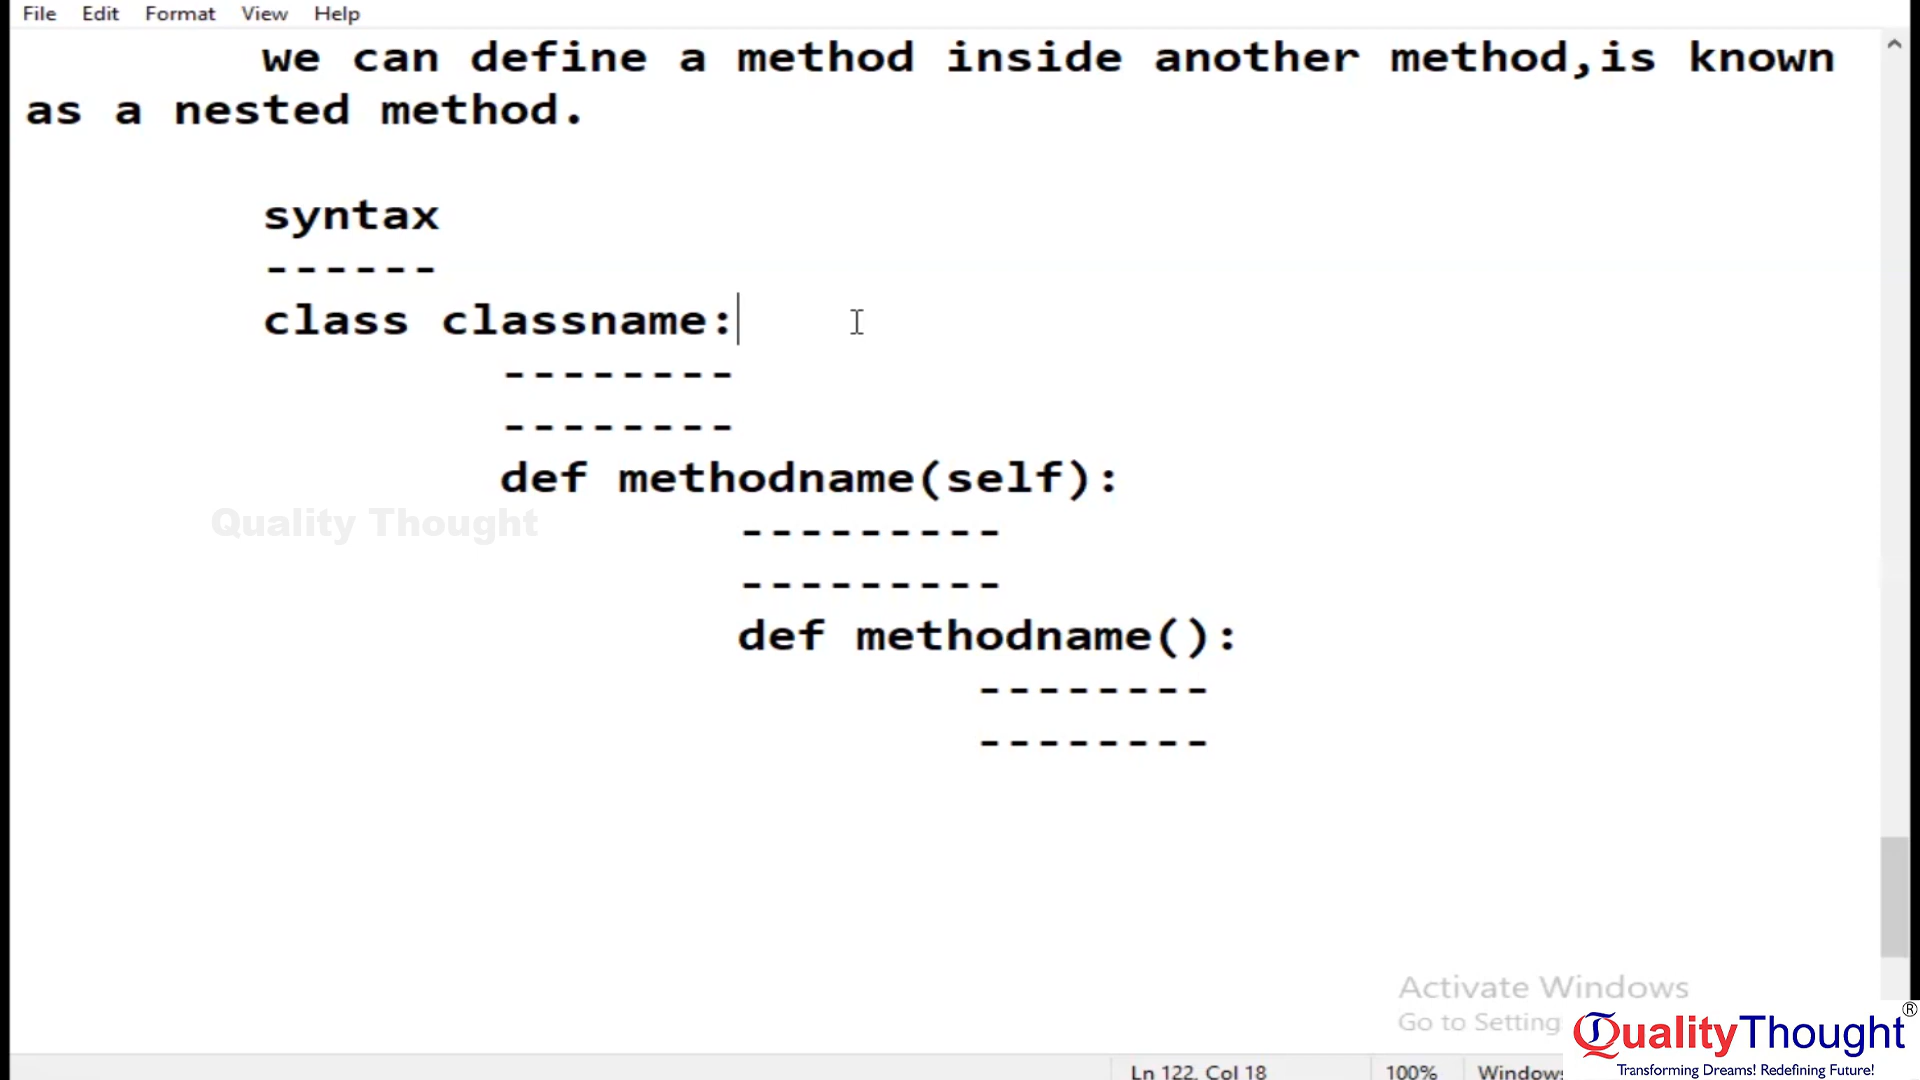 File Edit Format View Help
we can define a method inside another method,is known
as a nested method.
syntax
------
class classname:
--------
--------
def methodname(self):
---------
---------
def methodname():
--------
--------
Quality Thought
Activate Windows
Go to Setting
QualityThought®
Transforming Dreams! Redefining Future!
Ln 122, Col 18 100% Windows